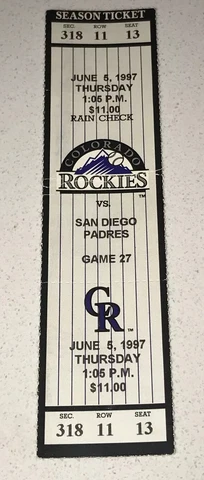 SEASON TICKET
SEC. ROW SEAT
318 11 13
JUNE 5, 1997
THURSDAY
1:05 P.M.
$11.00
RAIN CHECK
COLORADO
ROCKIES
TM
VS.
SAN DIEGO
PADRES
GAME 27
CR
TM
JUNE 5, 1997
THURSDAY
1:05 P.M.
$11.00
SEC. ROW SEAT
318 11 13